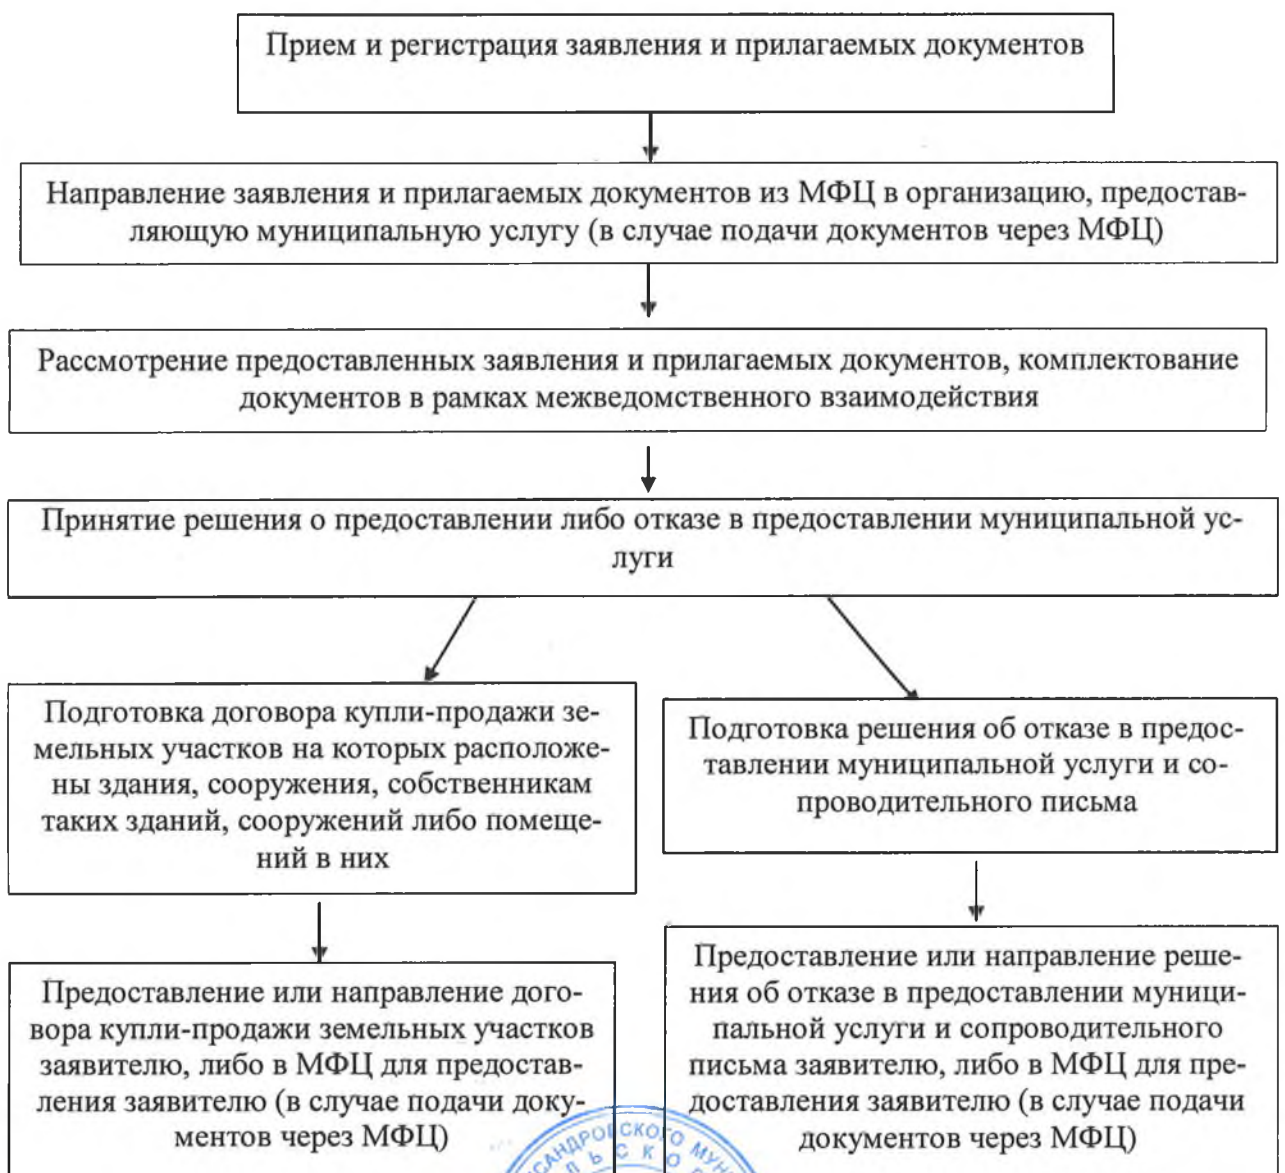 Прием и регистрация заявления и прилагаемых документов
Направление заявления и прилагаемых документов из МФЦ в организацию, предостав-
ляющую муниципальную услугу (в случае подачи документов через МФЦ)
Рассмотрение предоставленных заявления и прилагаемых документов, комплектование
документов в рамках межведомственного взаимодействия
Принятие решения о предоставлении либо отказе в предоставлении муниципальной ус-
луги
Подготовка договора купли-продажи зе-
мельных участков на которых расположе-
ны здания, сооружения, собственникам
таких зданий, сооружений либо помеще-
ний в них
Подготовка решения об отказе в предос-
тавлении муниципальной услуги и со-
проводительного письма
Предоставление или направление дого-
вора купли-продажи земельных участков
заявителю, либо в МФЦ для предостав-
ления заявителю (в случае подачи доку-
ментов через МФЦ)
Предоставление или направление реше-
ния об отказе в предоставлении муници-
пальной услуги и сопроводительного
письма заявителю, либо в МФЦ для пре-
доставления заявителю (в случае подачи
документов через МФЦ)